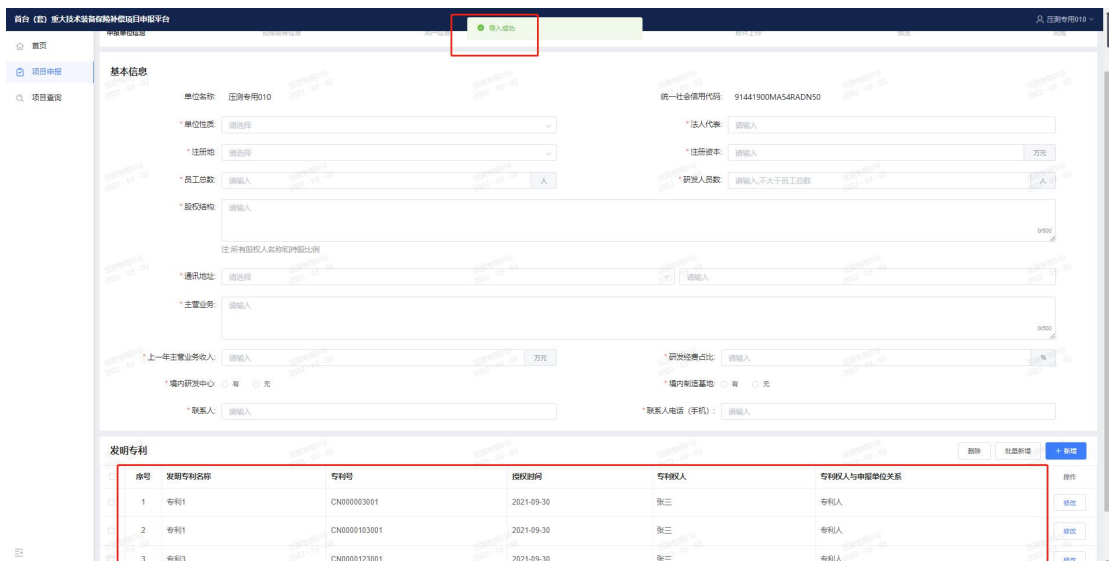 首台（套）重大技术装备保险补偿项目申报平台
导入成功
压测专用010
首页
项目申报
项目查询
申报单位信息
基本信息
单位名称: 压测专用010
统一社会信用代码: 91441900MA54RADN50
*单位性质: 请选择
*法人代表: 请输入
*注册地: 请选择
*注册资本: 请输入 万元
*员工总数: 请输入 人
*研发人员数: 请输入,不大于员工总数 人
*股权结构: 请输入
0/500
注:所有股权人名称和持股比例
*通讯地址: 请选择 请输入
*主营业务: 请输入
0/500
*上一年主营业务收入: 请输入 万元
*研发经费占比: 请输入 %
*境内研发中心: 有 无
*境内制造基地: 有 无
*联系人: 请输入
*联系人电话（手机）: 请输入
发明专利
删除 批量新增 + 新增
序号 发明专利名称 专利号 授权时间 专利权人 专利权人与申报单位关系 操作
1 专利1 CN000003001 2021-09-30 张三 专利人 修改
2 专利1 CN0000103001 2021-09-30 张三 专利人 修改
3 专利3 CN0000123001 2021-09-30 张三 专利人 修改